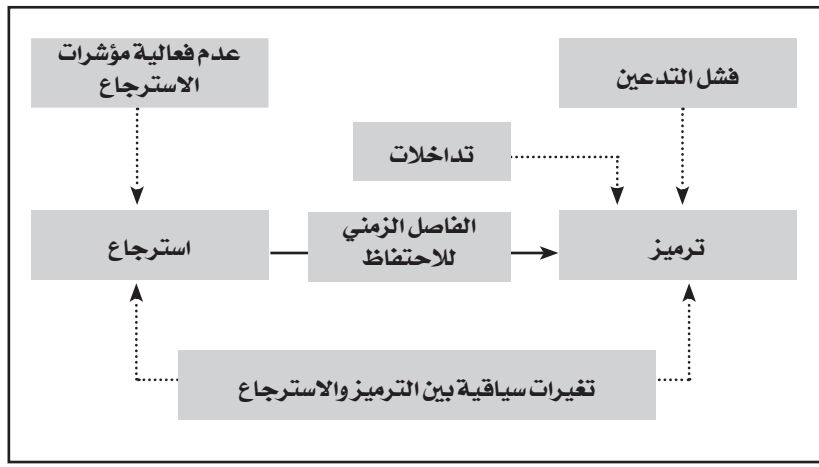 فشل التدعين
عدم فعالية مؤشرات
الاسترجاع
تداخلات
ترميز
الفاصل الزمني
للاحتفاظ
استرجاع
تغيرات سياقية بين الترميز والاسترجاع